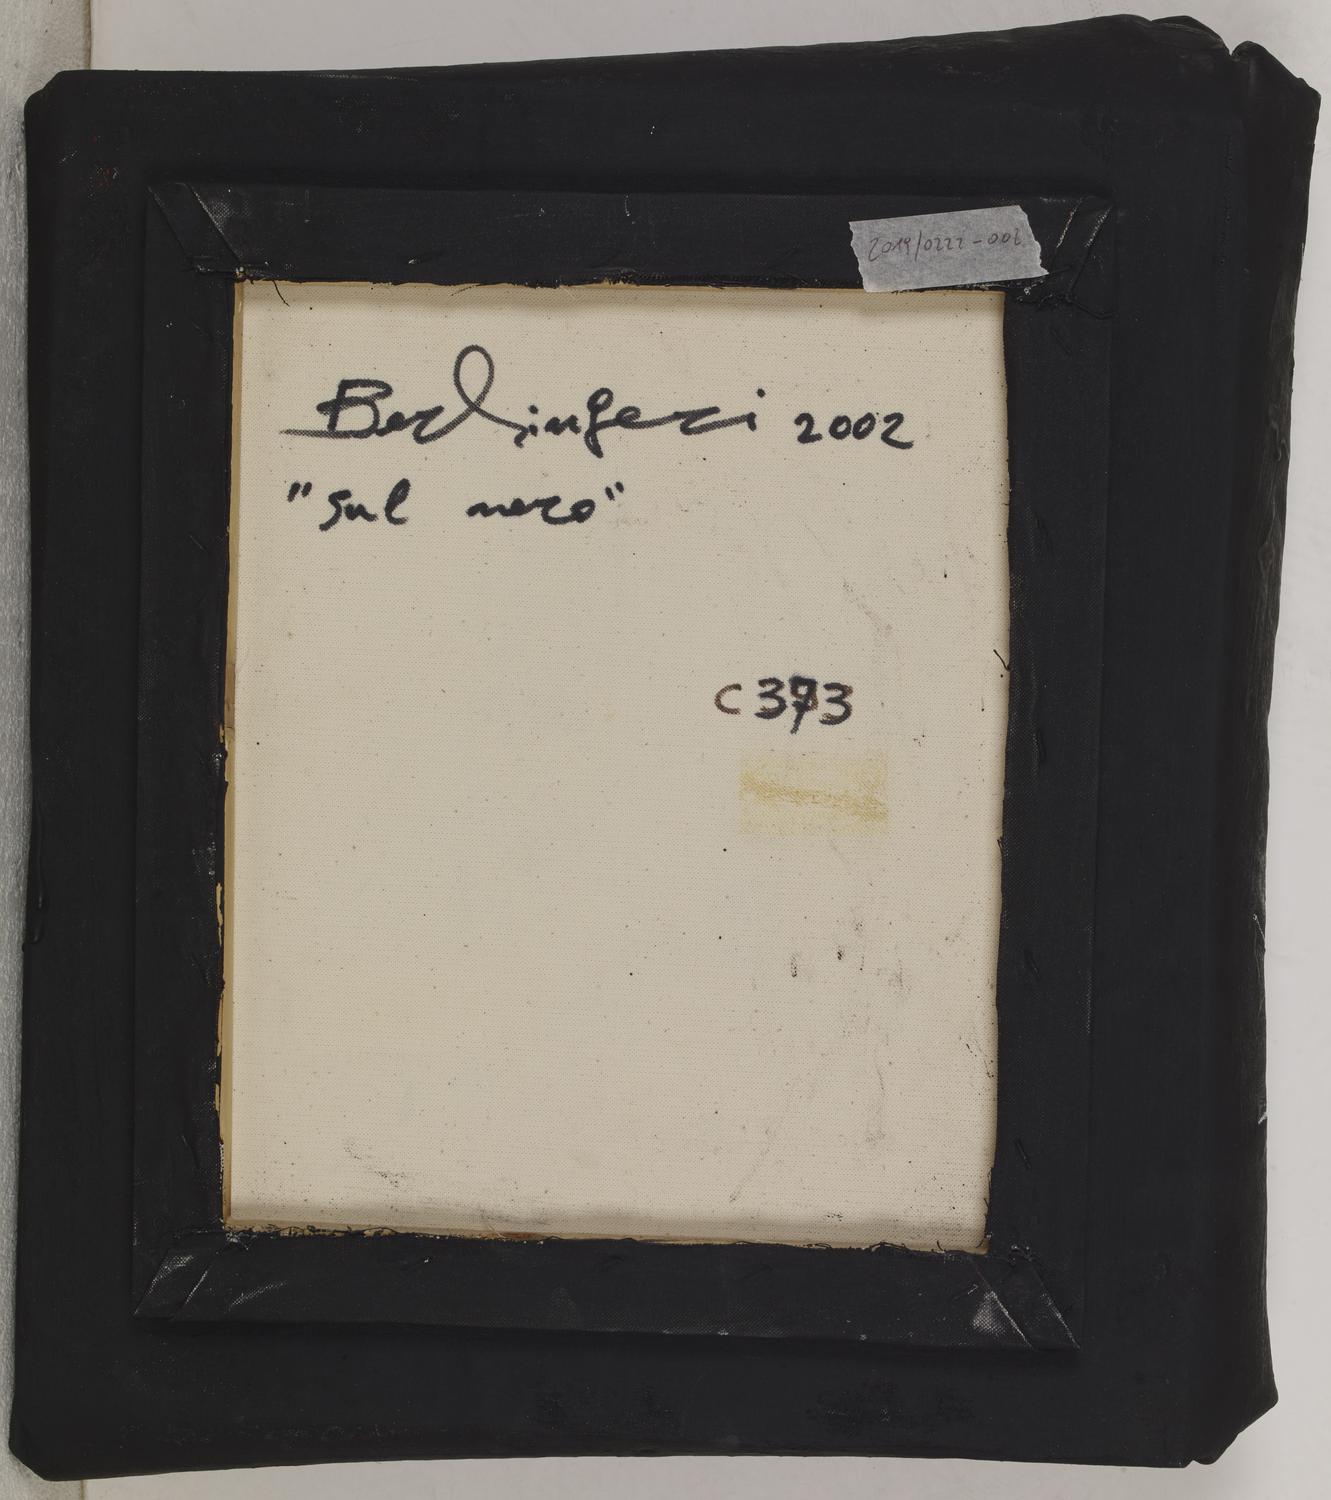 2019/0222-002
Berlingeri 2002
"Sul nero"
C373